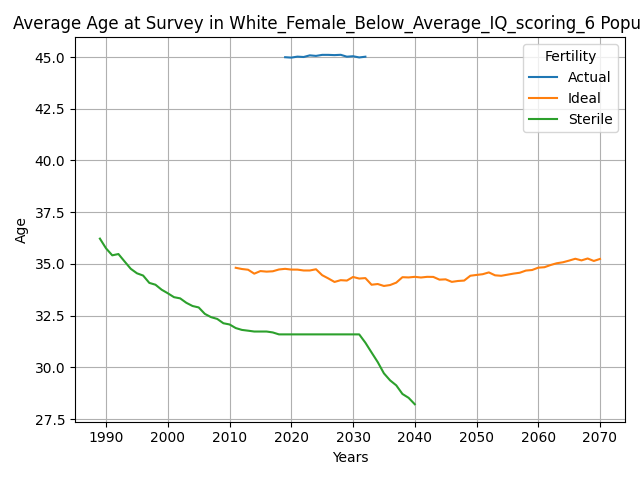 Average Age at Survey in White_Female_Below_Average_IQ_scoring_6 Popu
Fertility
Actual
Ideal
Sterile
45.0
42.5
40.0
37.5
35.0
32.5
30.0
27.5
Age
1990 2000 2010 2020 2030 2040 2050 2060 2070
Years